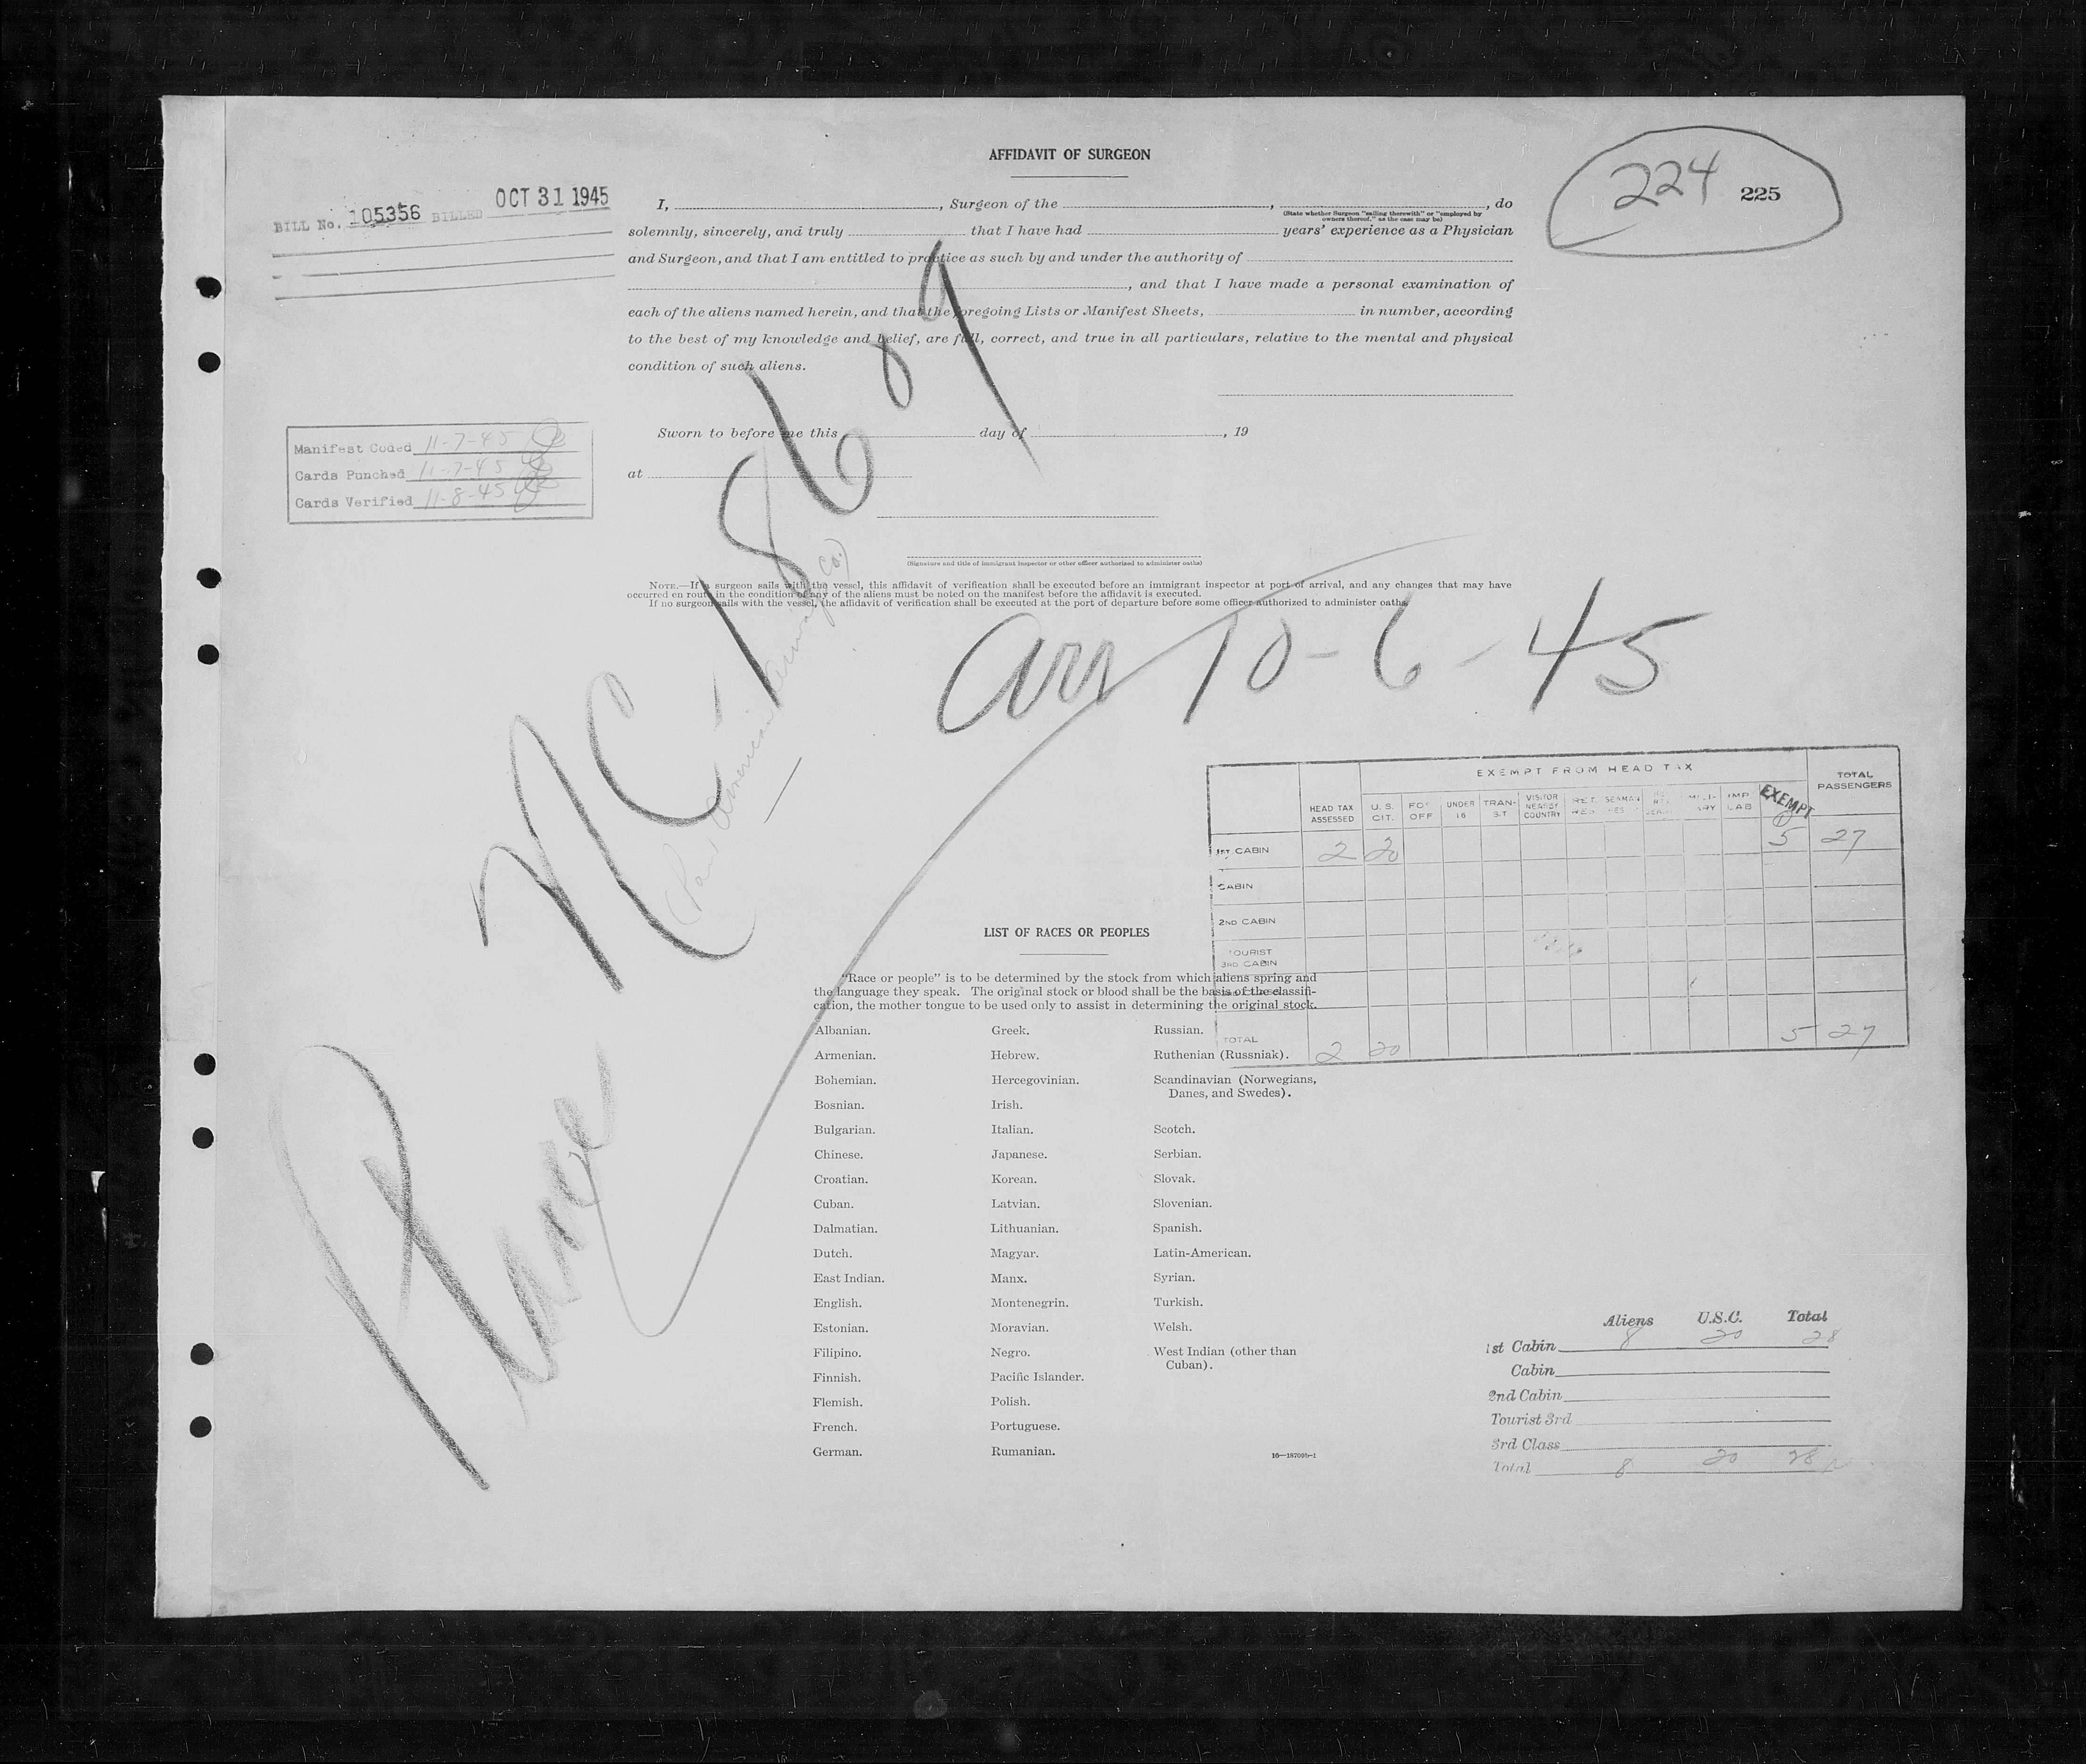 AFFIDAVIT OF SURGEON
224 225
BILL No. 105356 BILLED OCT 31 1945
I, , Surgeon of the , , do
(State whether Surgeon "sailing therewith" or "employed by
owners thereof," as the case may be)
solemnly, sincerely, and truly that I have had years' experience as a Physician
and Surgeon, and that I am entitled to practice as such by and under the authority of
, and that I have made a personal examination of
each of the aliens named herein, and that the foregoing Lists or Manifest Sheets, in number, according
to the best of my knowledge and belief, are full, correct, and true in all particulars, relative to the mental and physical
condition of such aliens.
Manifest Coded 11-7-45
Cards Punched 11-7-45
Cards Verified 11-8-45
Sworn to before me this day of , 19
at
(Signature and title of immigrant inspector or other officer authorized to administer oaths)
NOTE.—If a surgeon sails with the vessel, this affidavit of verification shall be executed before an immigrant inspector at port of arrival, and any changes that may have
occurred en route in the condition of any of the aliens must be noted on the manifest before the affidavit is executed.
If no surgeon sails with the vessel, the affidavit of verification shall be executed at the port of departure before some officer authorized to administer oaths.
Plane NC 18609
(Pan American Airways Co.)
arr 10-6-45
EXEMPT FROM HEAD TAX
HEAD TAX ASSESSED U. S. CIT. FOR OFF UNDER 16 TRAN- SIT VISITOR NEARBY COUNTRY RET. RES. SEAMAN MILI- ARY IMP LAB EXEMPT TOTAL PASSENGERS
1ST CABIN 2 20 5 27
CABIN
2ND CABIN
TOURIST
3RD CABIN
TOTAL 2 20 5 27
LIST OF RACES OR PEOPLES
"Race or people" is to be determined by the stock from which aliens spring and
the language they speak. The original stock or blood shall be the basis of the classifi-
cation, the mother tongue to be used only to assist in determining the original stock.
Albanian. Greek. Russian.
Armenian. Hebrew. Ruthenian (Russniak).
Bohemian. Hercegovinian. Scandinavian (Norwegians,
Danes, and Swedes).
Bosnian. Irish.
Bulgarian. Italian. Scotch.
Chinese. Japanese. Serbian.
Croatian. Korean. Slovak.
Cuban. Latvian. Slovenian.
Dalmatian. Lithuanian. Spanish.
Dutch. Magyar. Latin-American.
East Indian. Manx. Syrian.
English. Montenegrin. Turkish.
Estonian. Moravian. Welsh.
Filipino. Negro. West Indian (other than
Cuban).
Finnish. Pacific Islander.
Flemish. Polish.
French. Portuguese.
German. Rumanian.
16—18709b-1
Aliens U.S.C. Total
1st Cabin 8 20 28
Cabin
2nd Cabin
Tourist 3rd
3rd Class
Total 8 20 28